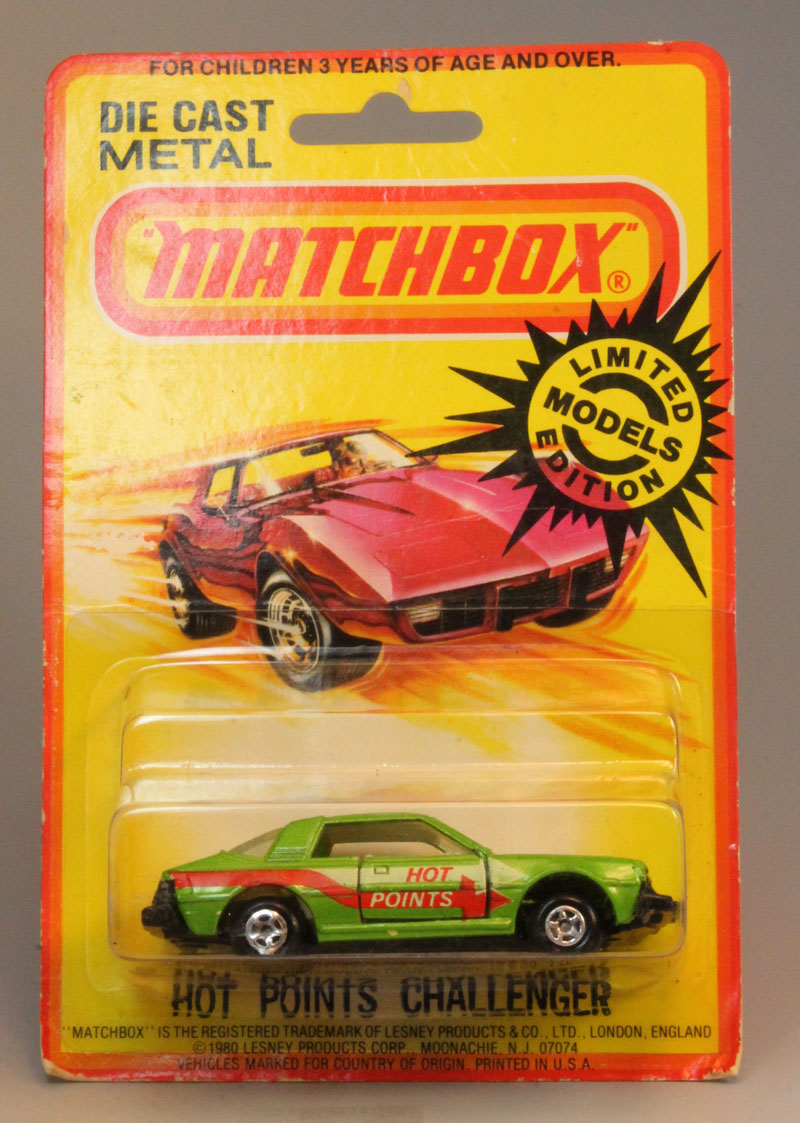 FOR CHILDREN 3 YEARS OF AGE AND OVER.
DIE CAST
METAL
"MATCHBOX"®
LIMITED
MODELS
EDITION
HOT
POINTS
HOT POINTS CHALLENGER
"MATCHBOX" IS THE REGISTERED TRADEMARK OF LESNEY PRODUCTS & CO., LTD., LONDON, ENGLAND
©1980 LESNEY PRODUCTS CORP., MOONACHIE, N.J. 07074
VEHICLES MARKED FOR COUNTRY OF ORIGIN. PRINTED IN U.S.A.